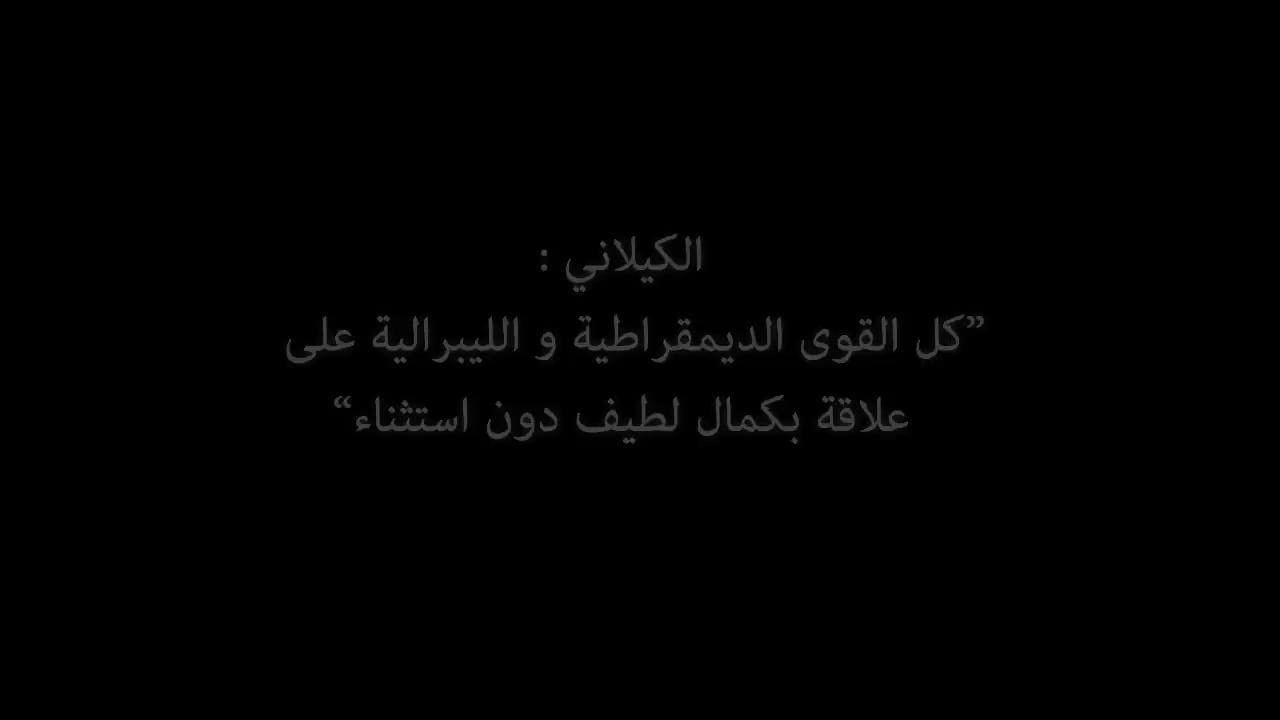 الكيلاني :
”كل القوى الديمقراطية و الليبرالية على
علاقة بكمال لطيف دون استثناء“